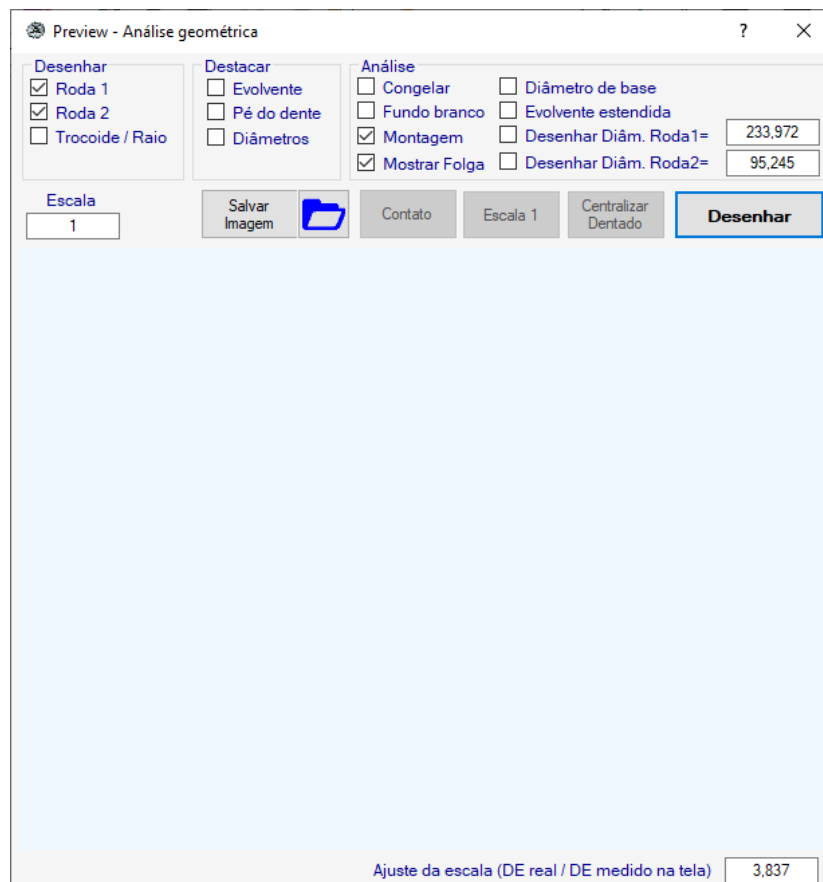 Preview - Análise geométrica ?
Desenhar
Roda 1
Roda 2
Trocoide / Raio
Destacar
Evolvente
Pé do dente
Diâmetros
Análise
Congelar
Fundo branco
Montagem
Mostrar Folga
Diâmetro de base
Evolvente estendida
Desenhar Diâm. Roda1= 233,972
Desenhar Diâm. Roda2= 95,245
Escala
1
Salvar
Imagem
Contato
Escala 1
Centralizar
Dentado
Desenhar
Ajuste da escala (DE real / DE medido na tela) 3,837